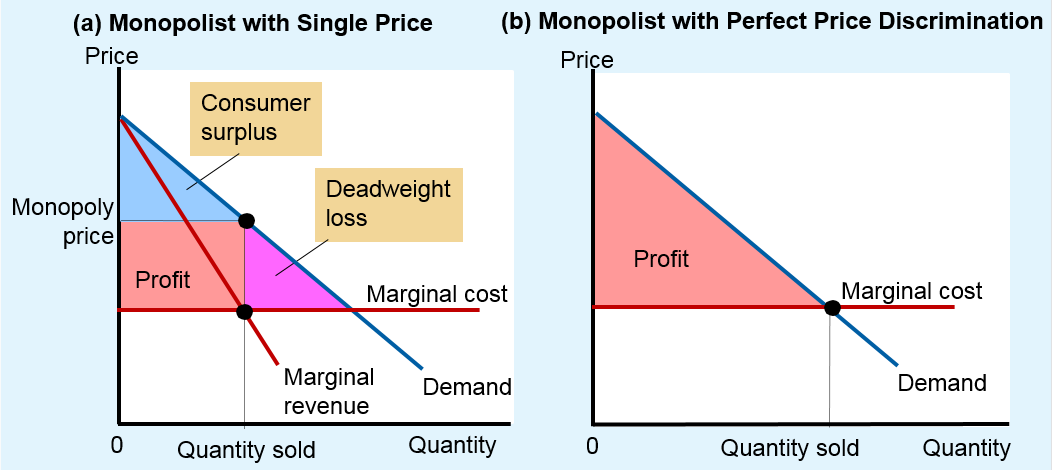 (a) Monopolist with Single Price
Price
Consumer
surplus
Deadweight
loss
Monopoly
price
Profit
Marginal cost
Marginal
revenue
Demand
0
Quantity sold
Quantity
(b) Monopolist with Perfect Price Discrimination
Price
Profit
Marginal cost
Demand
0
Quantity sold
Quantity